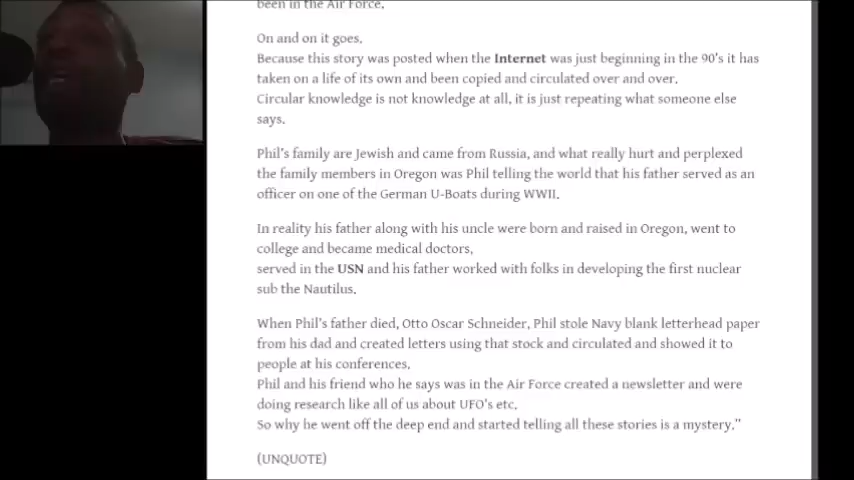 been in the Air Force.
On and on it goes.
Because this story was posted when the Internet was just beginning in the 90's it has
taken on a life of its own and been copied and circulated over and over.
Circular knowledge is not knowledge at all, it is just repeating what someone else
says.
Phil's family are Jewish and came from Russia, and what really hurt and perplexed
the family members in Oregon was Phil telling the world that his father served as an
officer on one of the German U-Boats during WWII.
In reality his father along with his uncle were born and raised in Oregon, went to
college and became medical doctors,
served in the USN and his father worked with folks in developing the first nuclear
sub the Nautilus.
When Phil's father died, Otto Oscar Schneider, Phil stole Navy blank letterhead paper
from his dad and created letters using that stock and circulated and showed it to
people at his conferences.
Phil and his friend who he says was in the Air Force created a newsletter and were
doing research like all of us about UFO's etc.
So why he went off the deep end and started telling all these stories is a mystery.”
(UNQUOTE)